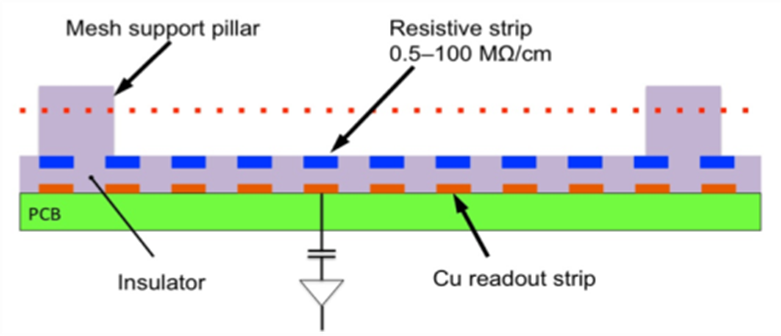 Mesh support pillar
Resistive strip
0.5–100 MΩ/cm
PCB
Insulator
Cu readout strip